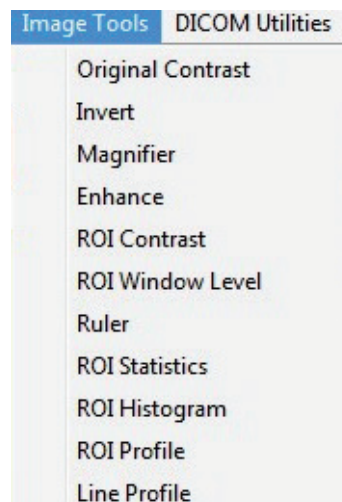 Image Tools DICOM Utilities
Original Contrast
Invert
Magnifier
Enhance
ROI Contrast
ROI Window Level
Ruler
ROI Statistics
ROI Histogram
ROI Profile
Line Profile